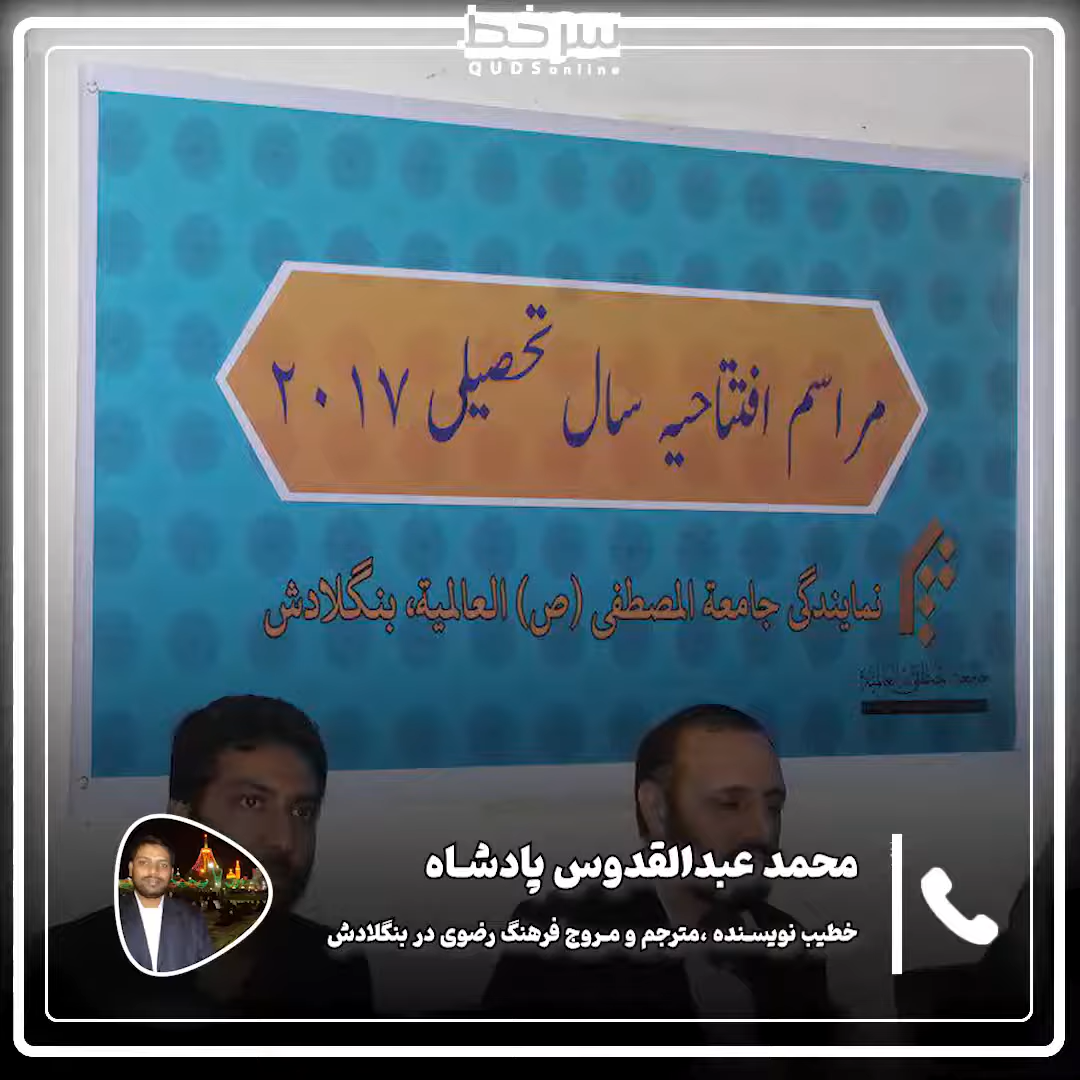 سرخط
QUDSonline
مراسم افتتاحیه سال تحصیلی ۲۰۱۷
نمایندگی جامعة المصطفی (ص) العالمیة، بنگلادش
محمد عبدالقدوس پادشاه
خطیب نویسنده ،مترجم و مروج فرهنگ رضوی در بنگلادش